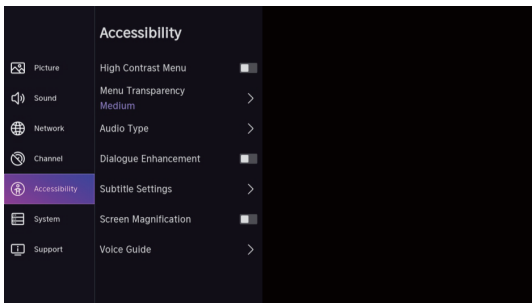 Accessibility
Picture
High Contrast Menu
Sound
Menu Transparency
Medium
Network
Audio Type
Channel
Dialogue Enhancement
Accessibility
Subtitle Settings
System
Screen Magnification
Support
Voice Guide